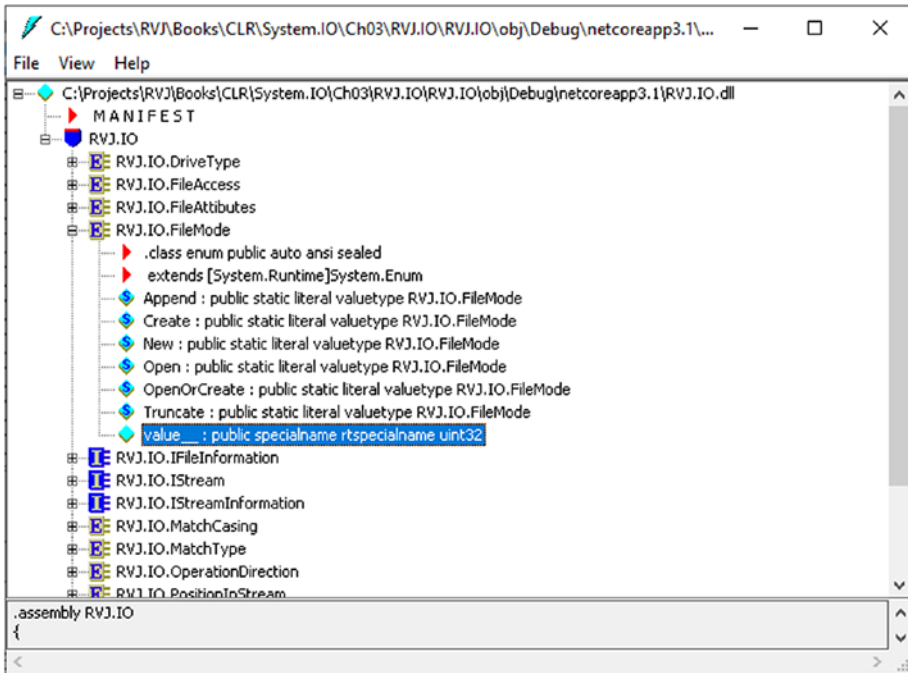 C:\Projects\RVJ\Books\CLR\System.IO\Ch03\RVJ.IO\RVJ.IO\obj\Debug\netcoreapp3.1\...
File View Help
C:\Projects\RVJ\Books\CLR\System.IO\Ch03\RVJ.IO\RVJ.IO\obj\Debug\netcoreapp3.1\RVJ.IO.dll
MANIFEST
RVJ.IO
E RVJ.IO.DriveType
E RVJ.IO.FileAccess
E RVJ.IO.FileAttibutes
E RVJ.IO.FileMode
.class enum public auto ansi sealed
extends [System.Runtime]System.Enum
S Append : public static literal valuetype RVJ.IO.FileMode
S Create : public static literal valuetype RVJ.IO.FileMode
S New : public static literal valuetype RVJ.IO.FileMode
S Open : public static literal valuetype RVJ.IO.FileMode
S OpenOrCreate : public static literal valuetype RVJ.IO.FileMode
S Truncate : public static literal valuetype RVJ.IO.FileMode
value__ : public specialname rtspecialname uint32
I RVJ.IO.IFileInformation
I RVJ.IO.IStream
I RVJ.IO.IStreamInformation
E RVJ.IO.MatchCasing
E RVJ.IO.MatchType
E RVJ.IO.OperationDirection
E RVJ.IO.PositionInStream
.assembly RVJ.IO
{